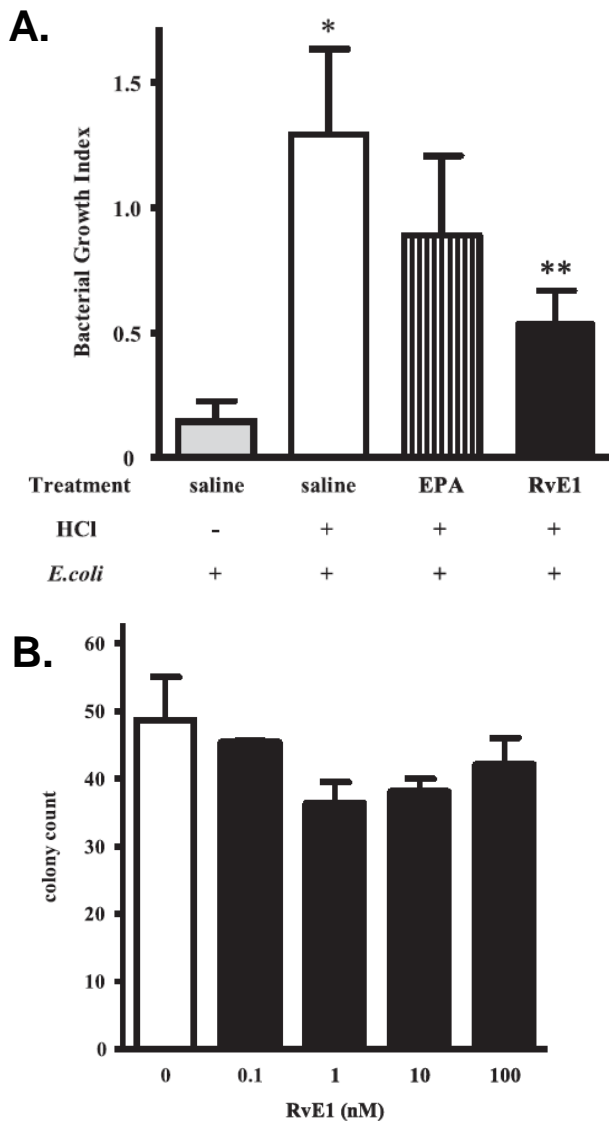 A.
*
1.5
1.0
**
0.5
0
Bacterial Growth Index
Treatment saline saline EPA RvE1
HCl - + + +
E.coli + + + +
B.
60
50
40
30
20
10
0
colony count
0 0.1 1 10 100
RvE1 (nM)